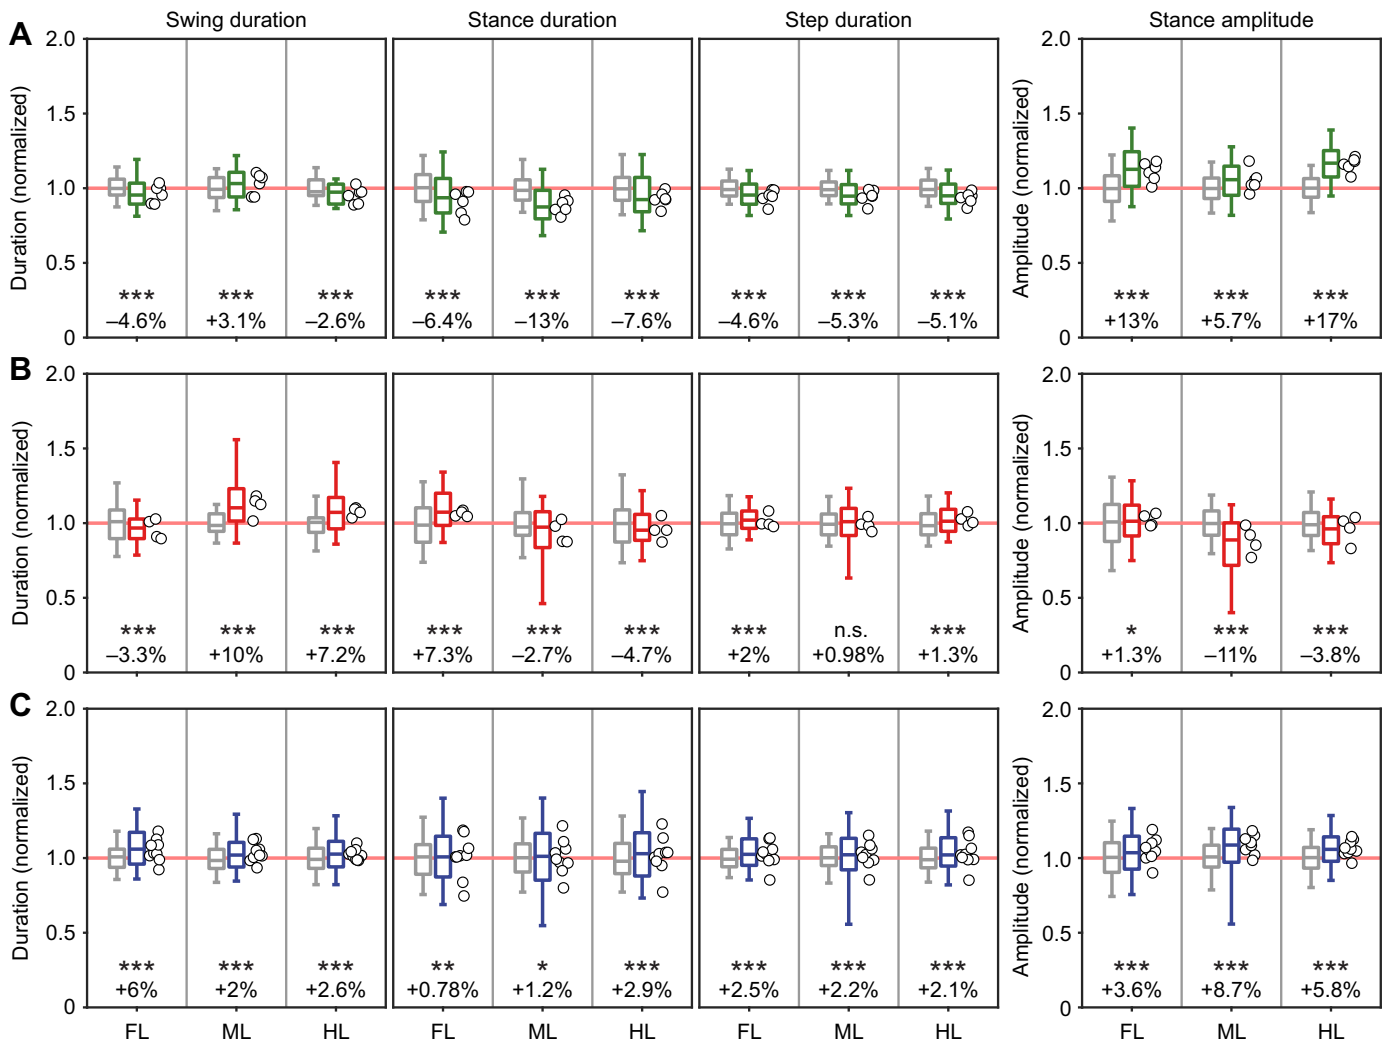 Swing duration Stance duration Step duration Stance amplitude
A
Duration (normalized)
2.0
1.5
1.0
0.5
0
*** *** *** *** *** *** *** *** ***
–4.6% +3.1% –2.6% –6.4% –13% –7.6% –4.6% –5.3% –5.1%
Amplitude (normalized)
2.0
1.5
1.0
0.5
0
*** *** ***
+13% +5.7% +17%
B
Duration (normalized)
2.0
1.5
1.0
0.5
0
*** *** *** *** *** *** *** n.s. ***
–3.3% +10% +7.2% +7.3% –2.7% –4.7% +2% +0.98% +1.3%
Amplitude (normalized)
2.0
1.5
1.0
0.5
0
* *** ***
+1.3% –11% –3.8%
C
Duration (normalized)
2.0
1.5
1.0
0.5
0
*** *** *** ** * *** *** *** ***
+6% +2% +2.6% +0.78% +1.2% +2.9% +2.5% +2.2% +2.1%
Amplitude (normalized)
2.0
1.5
1.0
0.5
0
*** *** ***
+3.6% +8.7% +5.8%
FL ML HL FL ML HL FL ML HL FL ML HL